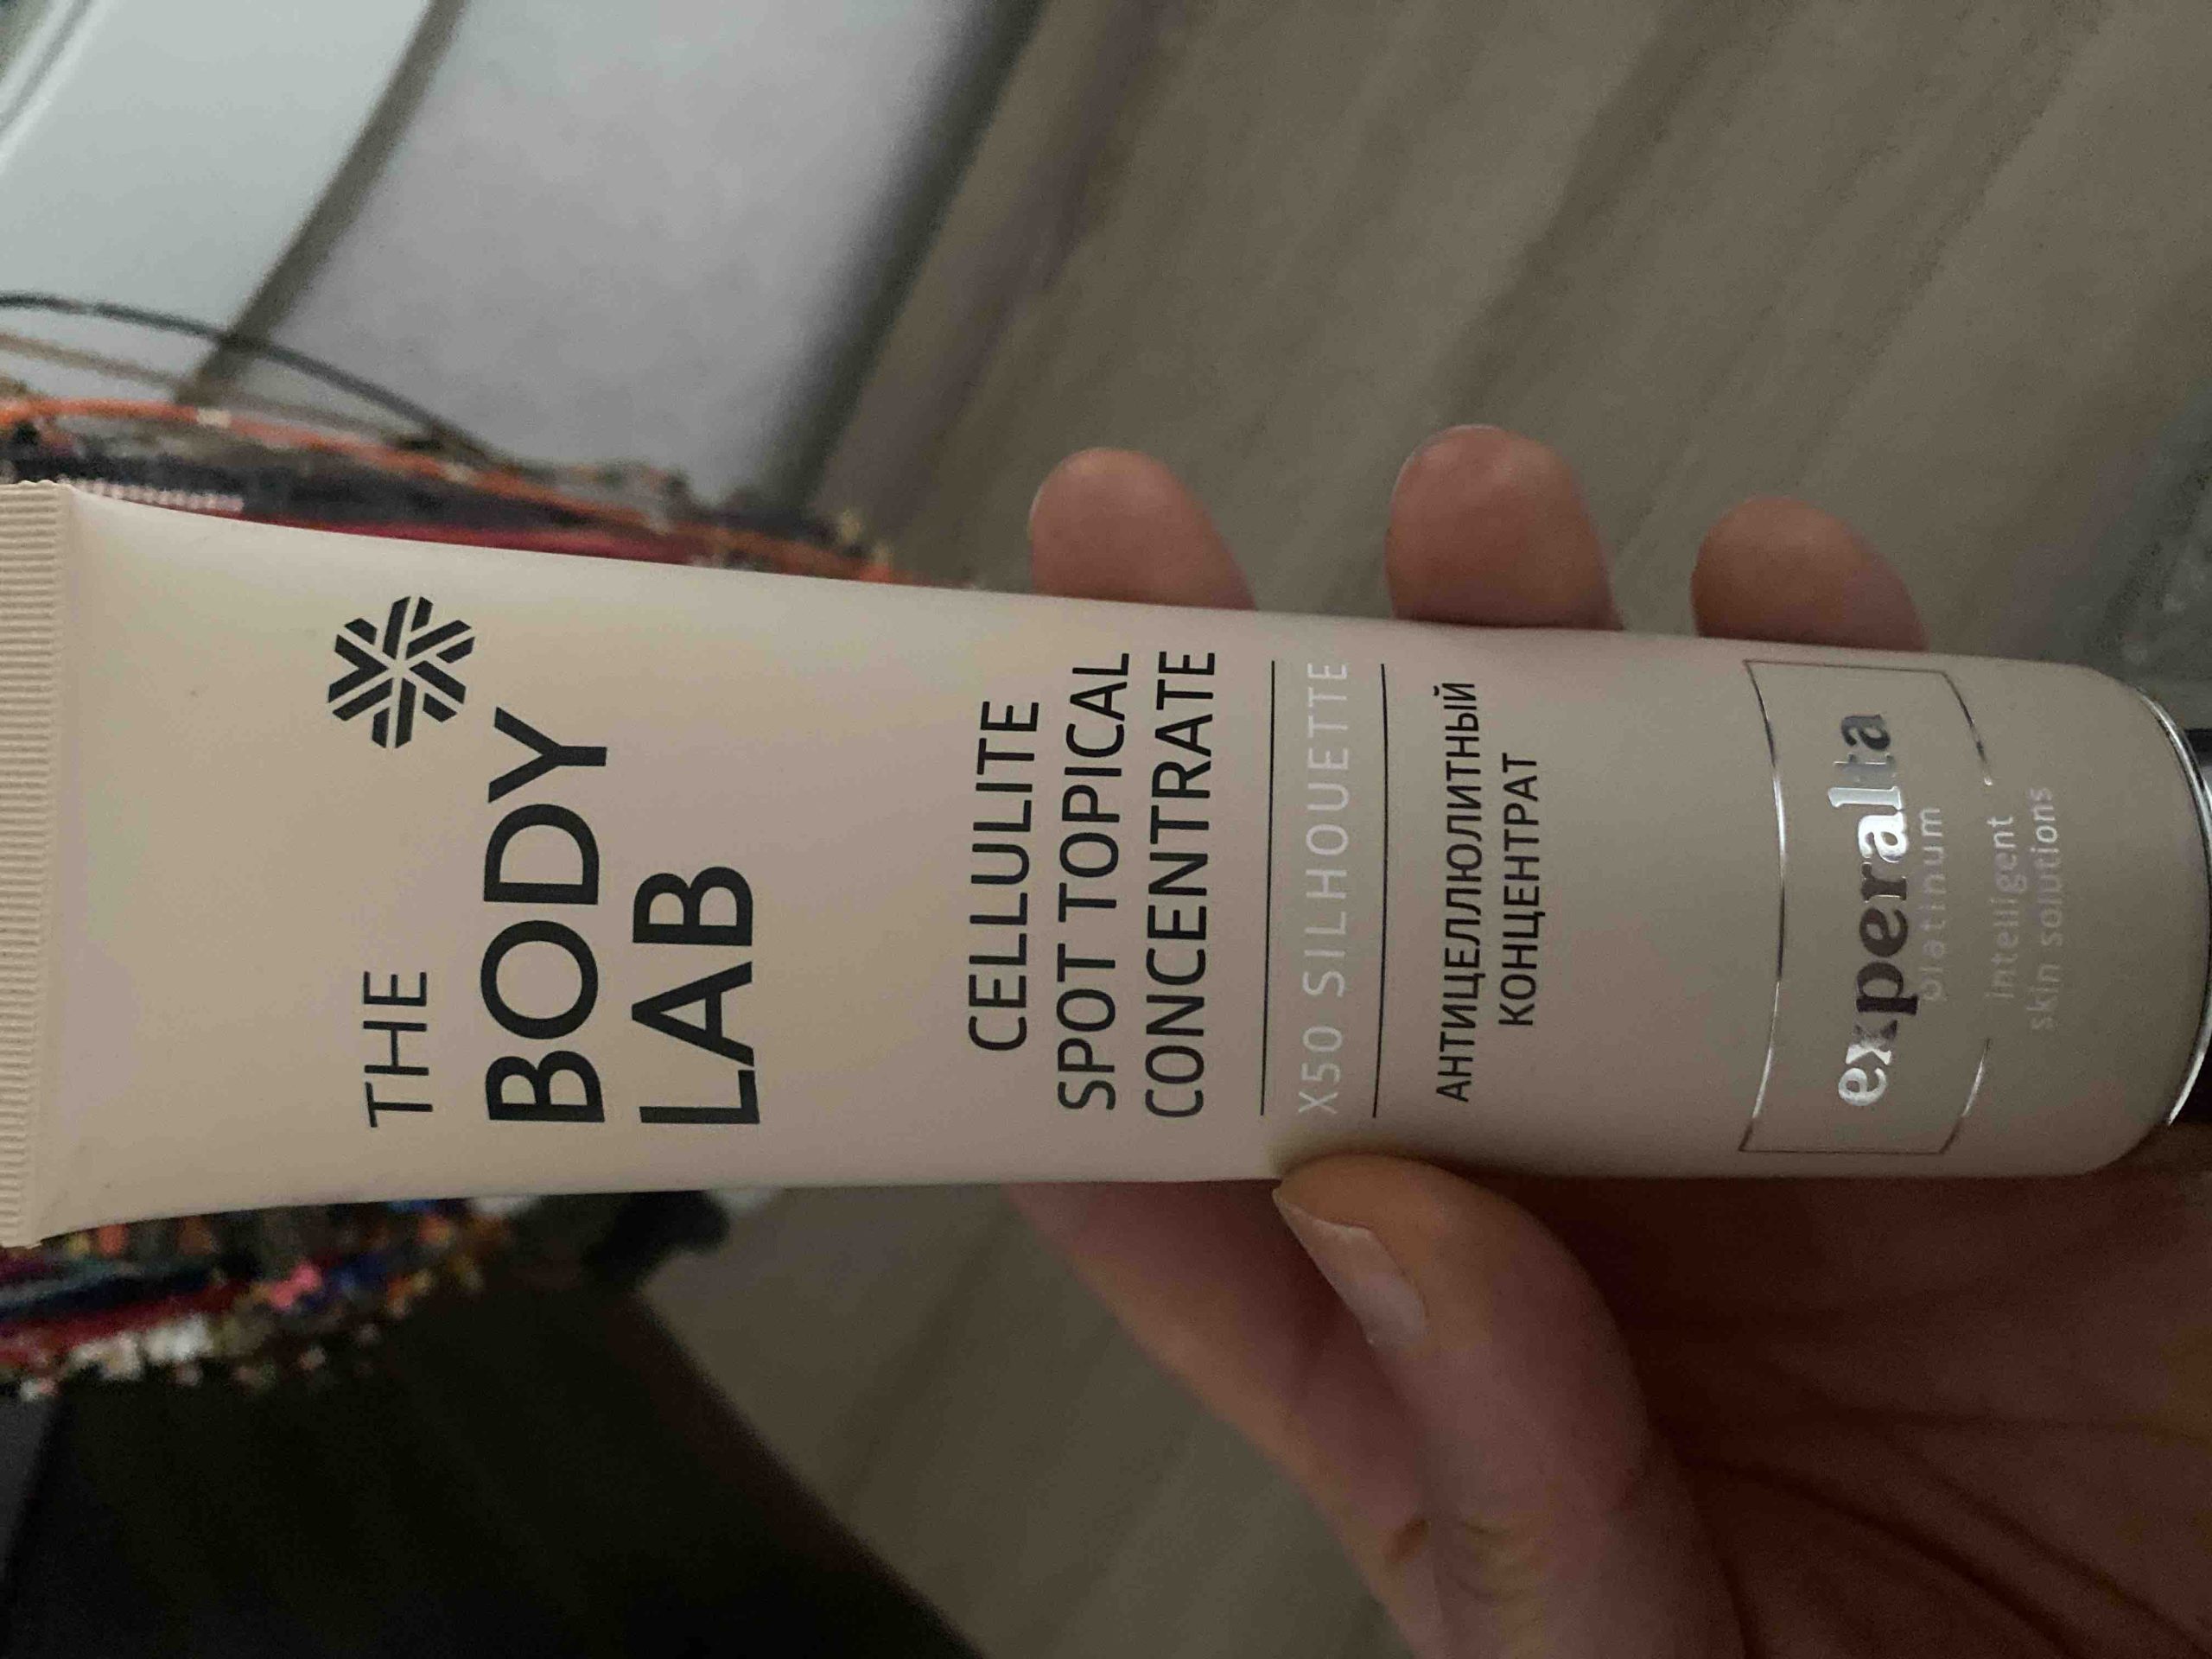 THE
BODY
LAB
CELLULITE
SPOT TOPICAL
CONCENTRATE
X50 SILHOUETTE
АНТИЦЕЛЛЮЛИТНЫЙ
КОНЦЕНТРАТ
experalta
platinum
intelligent
skin solutions